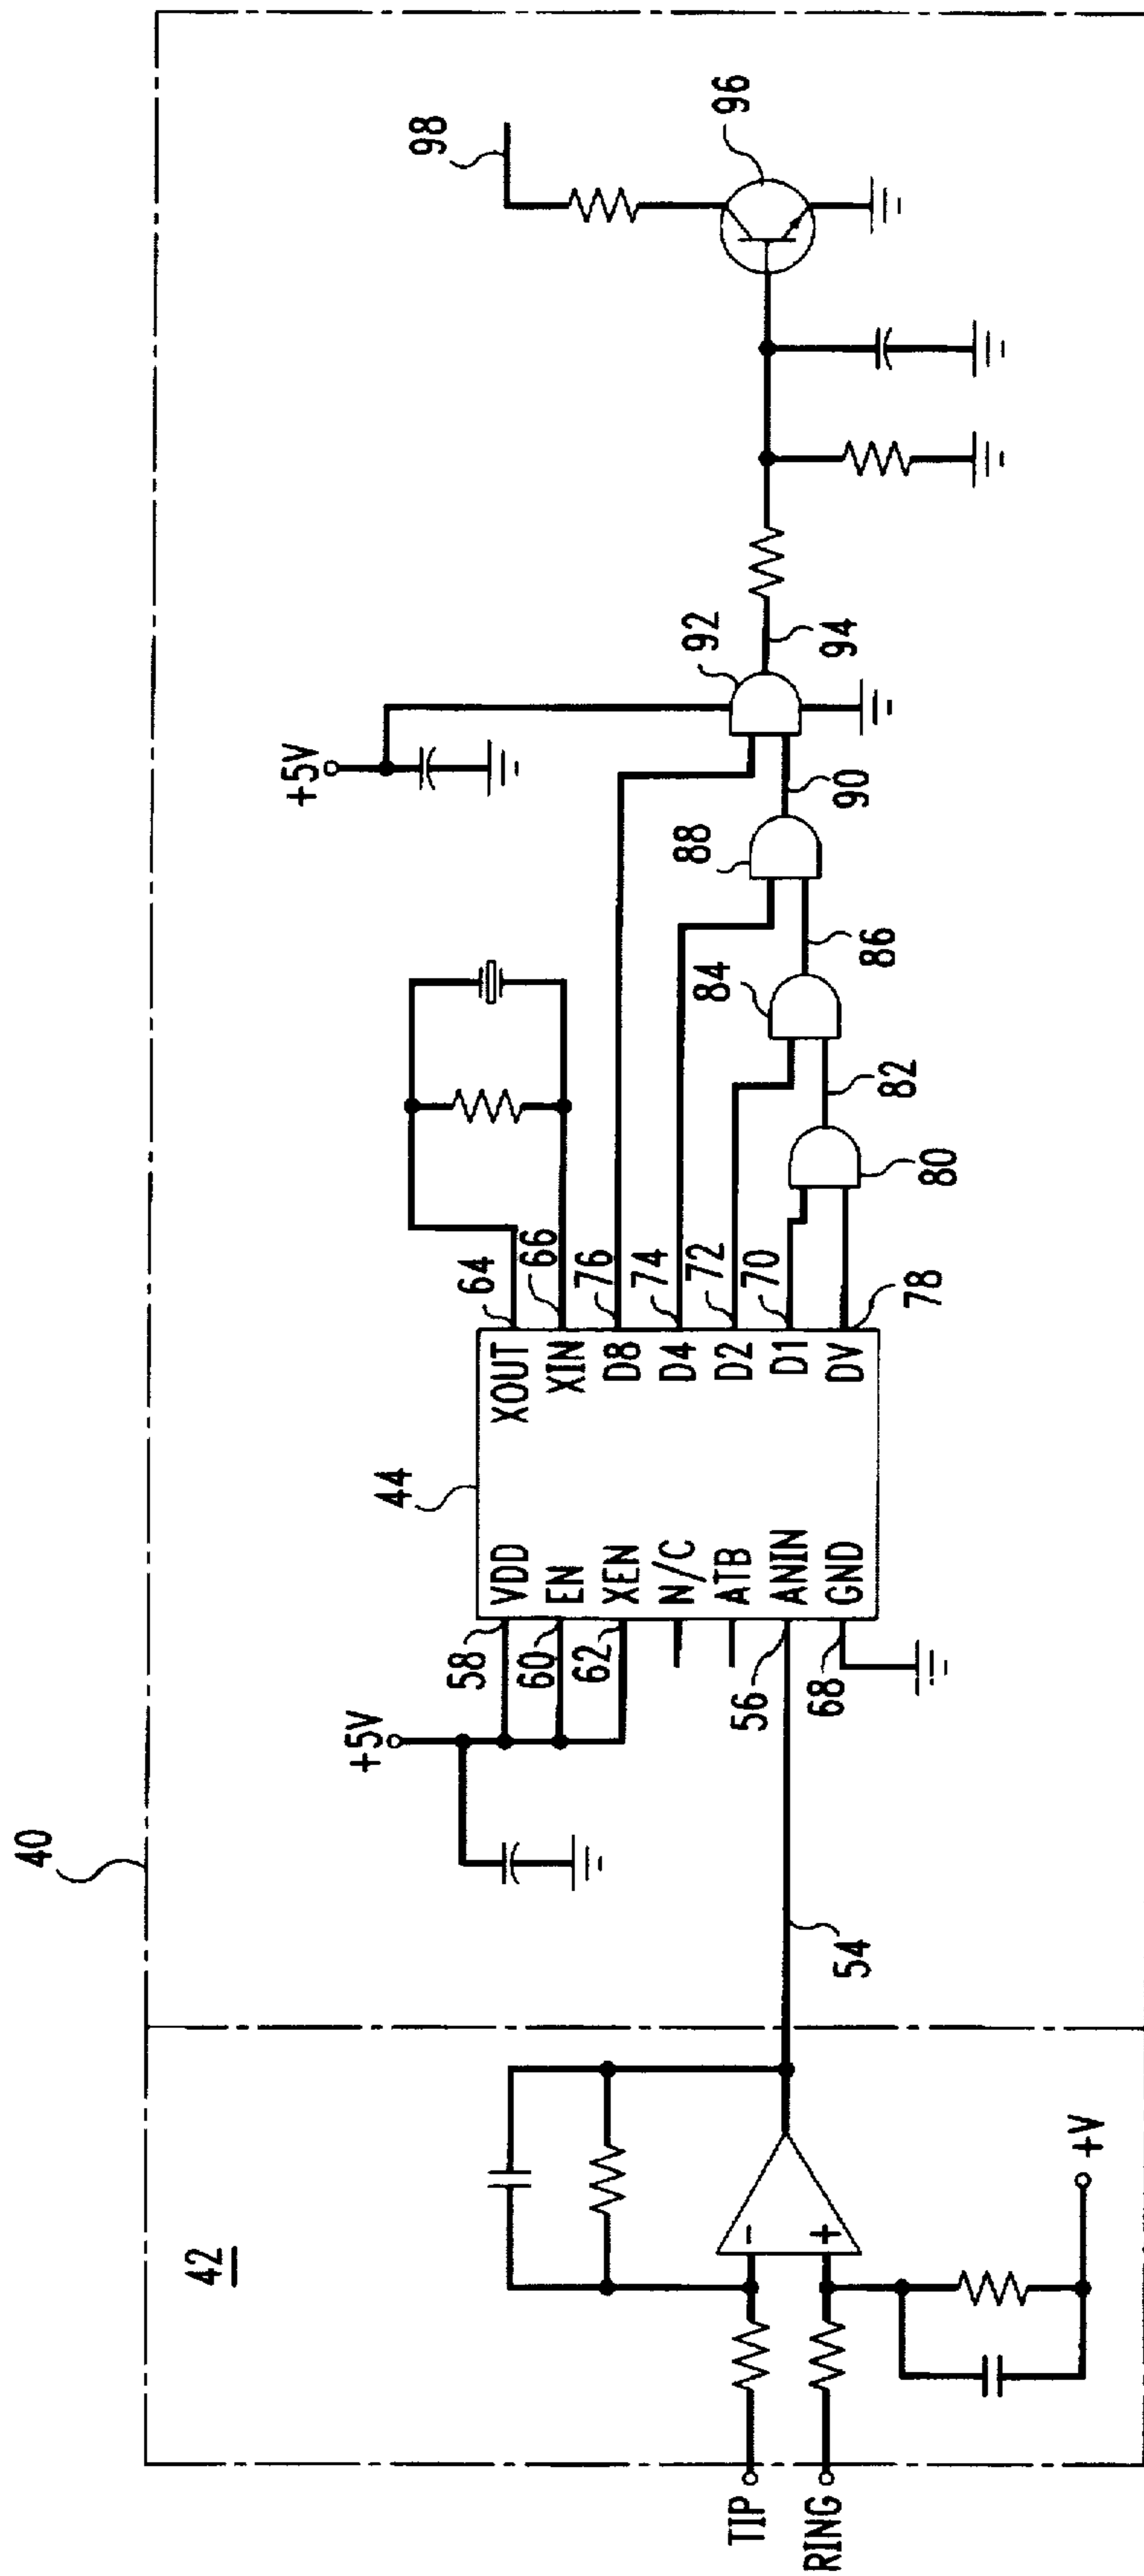 40
42
TIP
RING
+V
54
+5V
58
60
62
56
68
44
VDD
EN
XEN
N/C
ATB
ANIN
GND
XOUT
XIN
D8
D4
D2
D1
DV
64
66
76
74
72
70
78
80
82
84
86
88
90
+5V
92
94
96
98
-
+